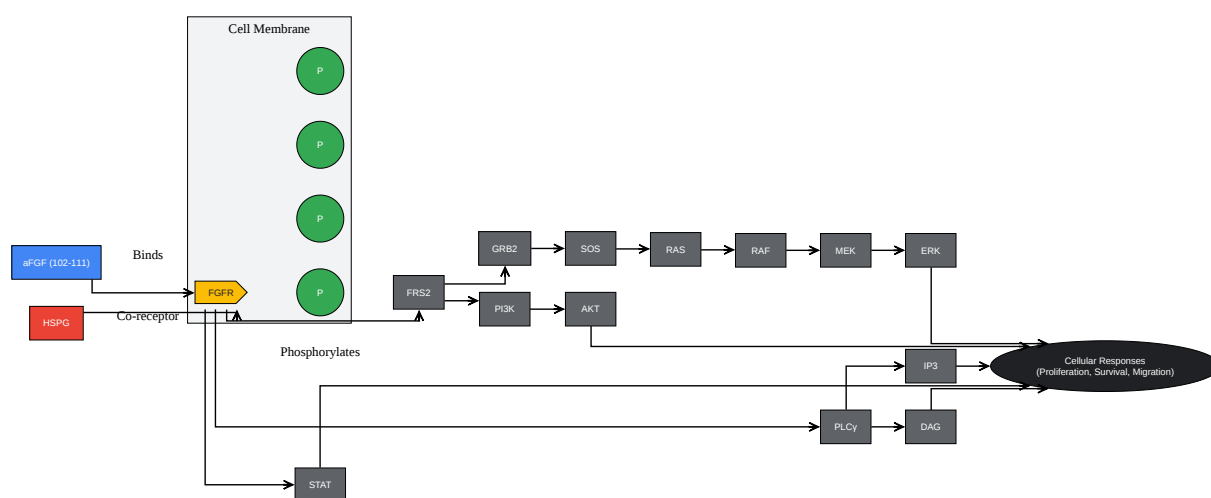 Cell Membrane
P
P
P
P
Binds
aFGF (102-111)
FGFR
HSPG
Co-receptor
Phosphorylates
FRS2
GRB2
SOS
RAS
RAF
MEK
ERK
PI3K
AKT
IP3
Cellular Responses
(Proliferation, Survival, Migration)
PLCγ
DAG
STAT